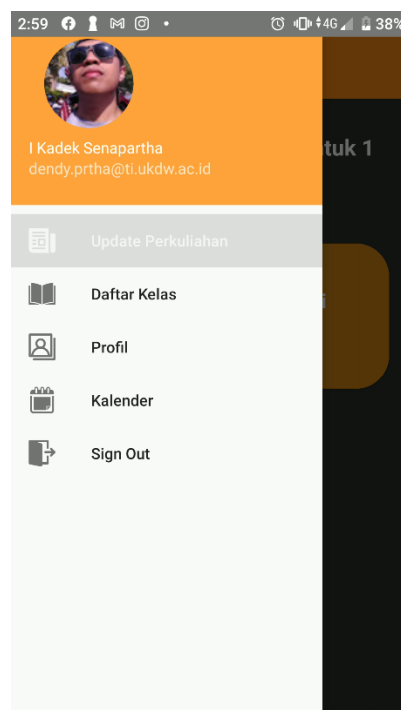 2:59
4G
38%
I Kadek Senapartha
dendy.prtha@ti.ukdw.ac.id
tuk 1
Update Perkuliahan
i
Daftar Kelas
Profil
Kalender
Sign Out